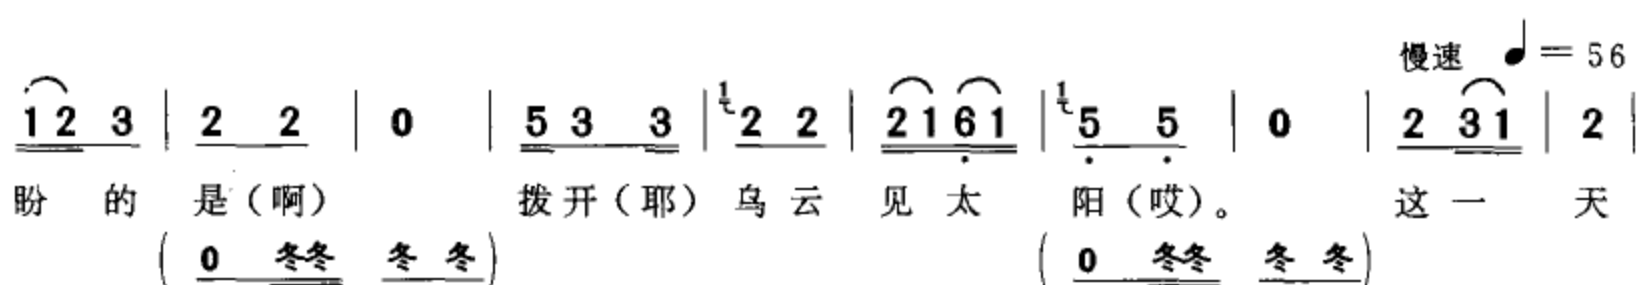 慢速 ♩= 56
1 2 3 | 2 2 | 0 | 5 3 3 | 1 2 2 | 2 1 6 1 | 1 5 5 | 0 | 2 3 1 | 2 |
盼 的 是（啊） 拨 开（耶） 乌 云 见 太 阳（哎）。 这 一 天
（ 0 冬冬 冬 冬 ） （ 0 冬冬 冬 冬 ）